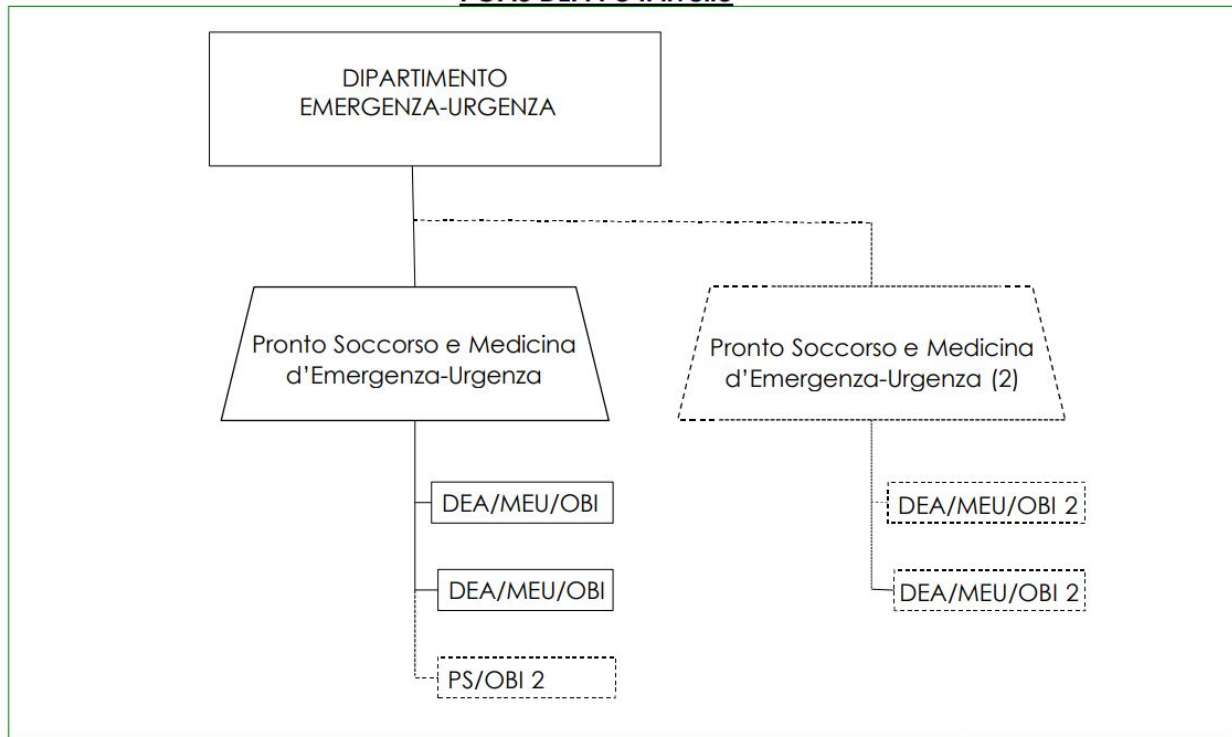 DIPARTIMENTO
EMERGENZA-URGENZA
Pronto Soccorso e Medicina
d'Emergenza-Urgenza
Pronto Soccorso e Medicina
d'Emergenza-Urgenza (2)
DEA/MEU/OBI
DEA/MEU/OBI 2
DEA/MEU/OBI
DEA/MEU/OBI 2
PS/OBI 2